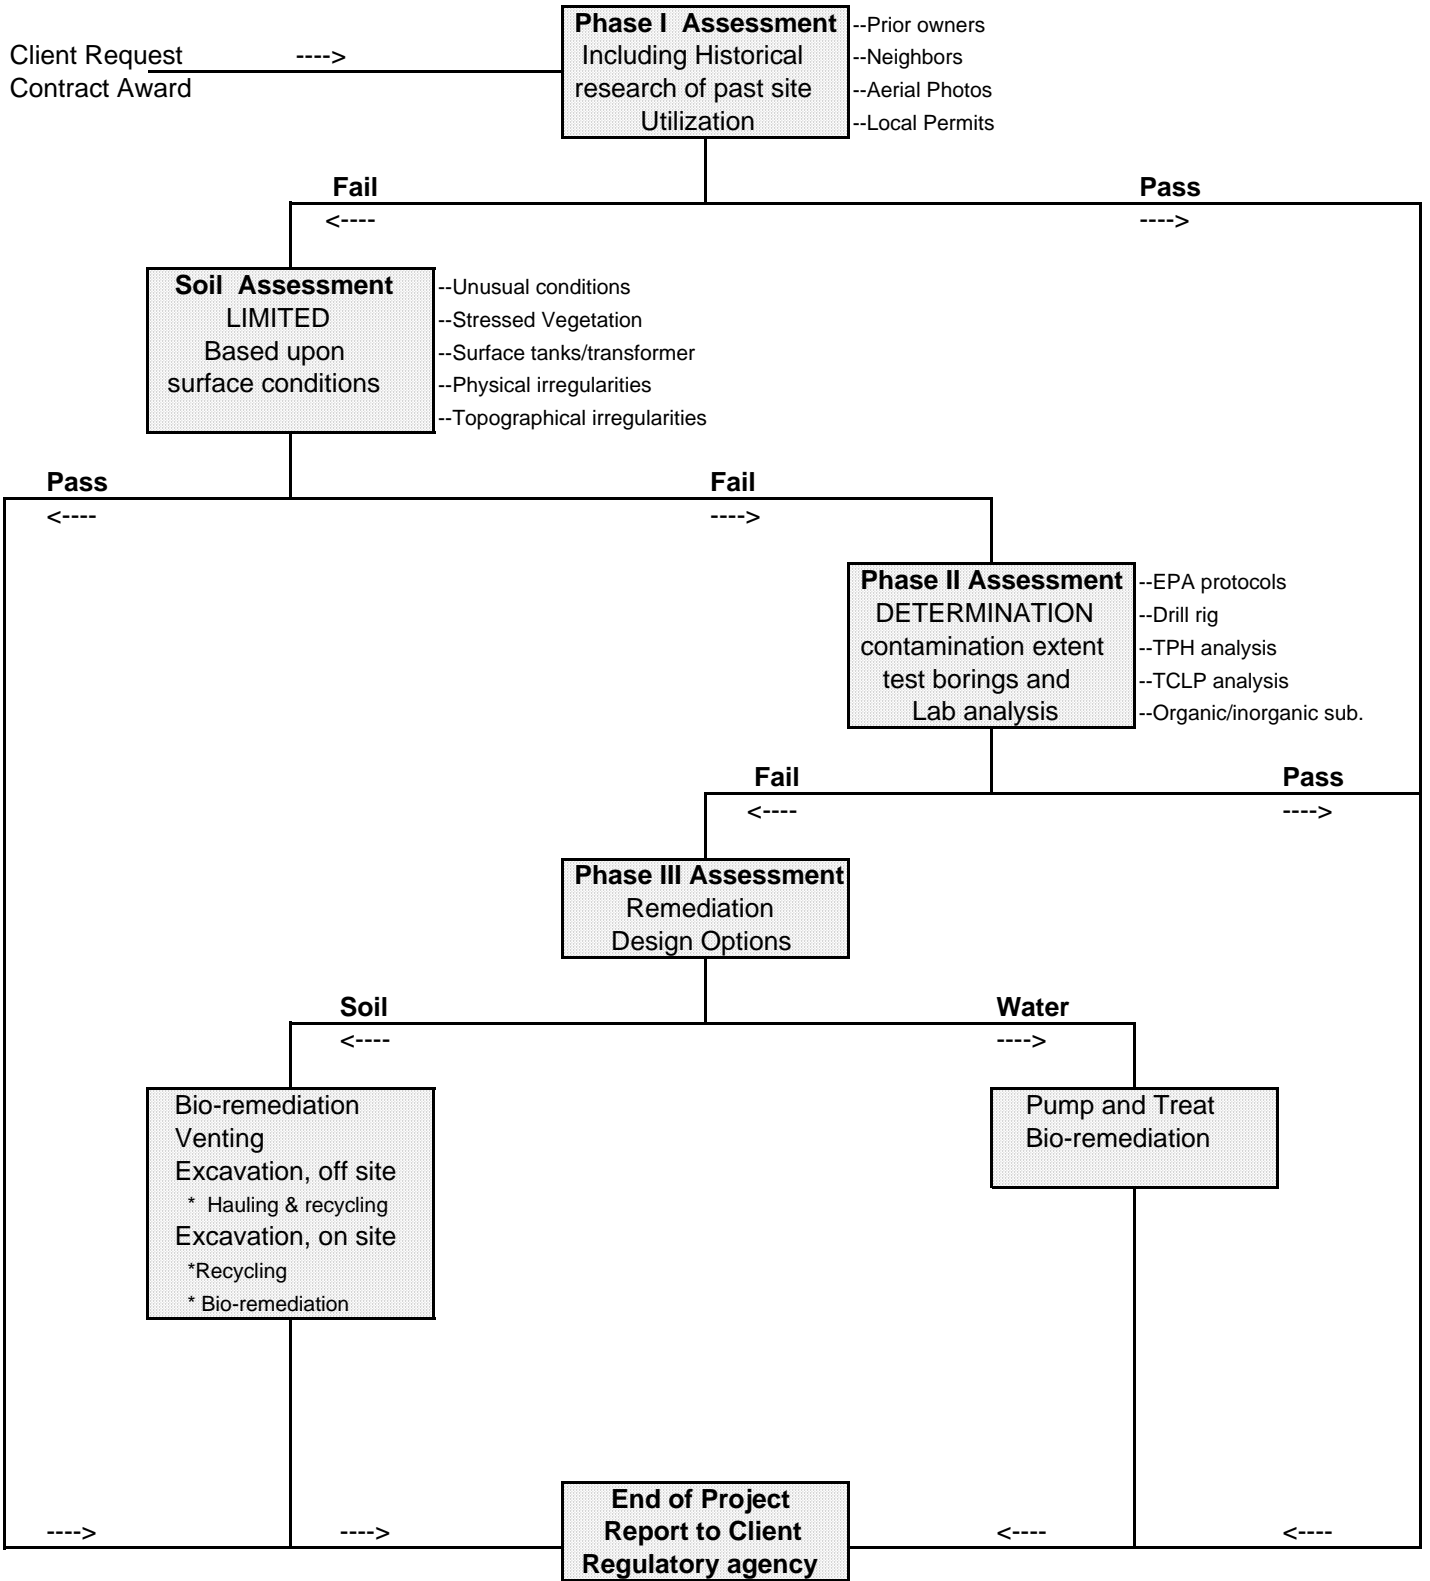 Phase I  Assessment
Including Historical
research of past site
Utilization
--Prior owners
--Neighbors
--Aerial Photos
--Local Permits
Client Request
Contract Award
---->
Fail
<----
Pass
---->
Soil  Assessment
LIMITED
Based upon
surface conditions
--Unusual conditions
--Stressed Vegetation
--Surface tanks/transformer
--Physical irregularities
--Topographical irregularities
Pass
<----
Fail
---->
Phase II Assessment
DETERMINATION
contamination extent
test borings and
Lab analysis
--EPA protocols
--Drill rig
--TPH analysis
--TCLP analysis
--Organic/inorganic sub.
Fail
<----
Pass
---->
Phase III Assessment
Remediation
Design Options
Soil
<----
Water
---->
Bio-remediation
Venting
Excavation, off site
*  Hauling & recycling
Excavation, on site
*Recycling
* Bio-remediation
Pump and Treat
Bio-remediation
---->
---->
End of Project
Report to Client
Regulatory agency
<----
<----